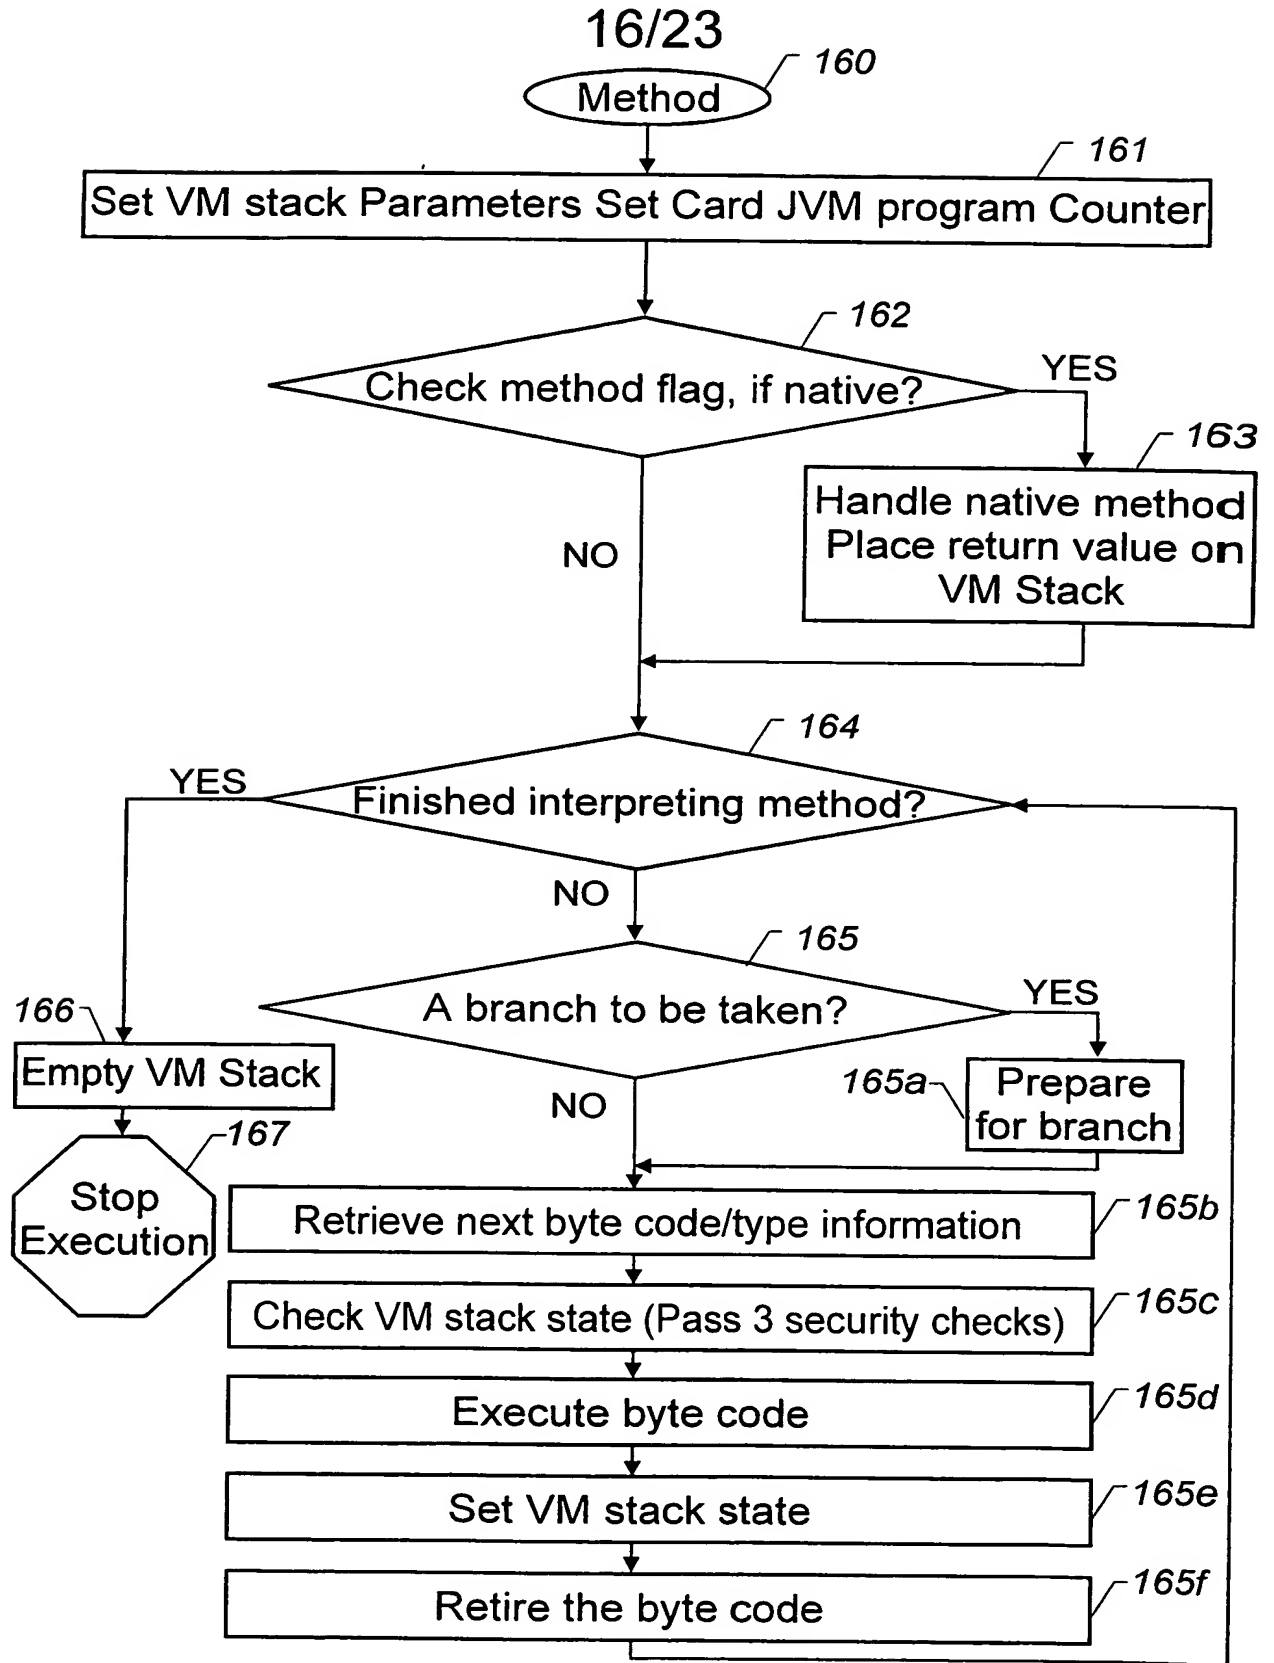 16/23
160
Method
161
Set VM stack Parameters Set Card JVM program Counter
162
Check method flag, if native?
YES
163
Handle native method
Place return value on
VM Stack
NO
164
YES
Finished interpreting method?
NO
165
A branch to be taken?
YES
166
Empty VM Stack
165a
Prepare
for branch
NO
167
Stop
Execution
Retrieve next byte code/type information
165b
Check VM stack state (Pass 3 security checks)
165c
Execute byte code
165d
Set VM stack state
165e
Retire the byte code
165f